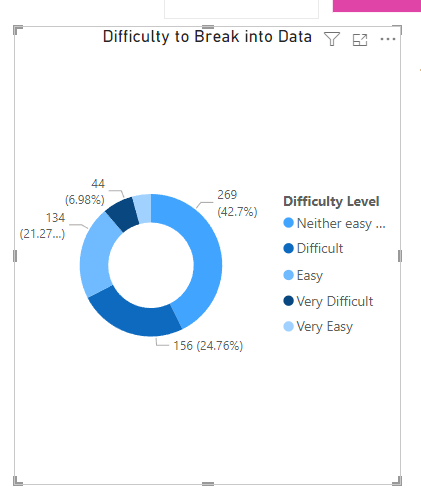 Difficulty to Break into Data
44
(6.98%)
269
(42.7%)
134
(21.27...)
156 (24.76%)
Difficulty Level
Neither easy ...
Difficult
Easy
Very Difficult
Very Easy